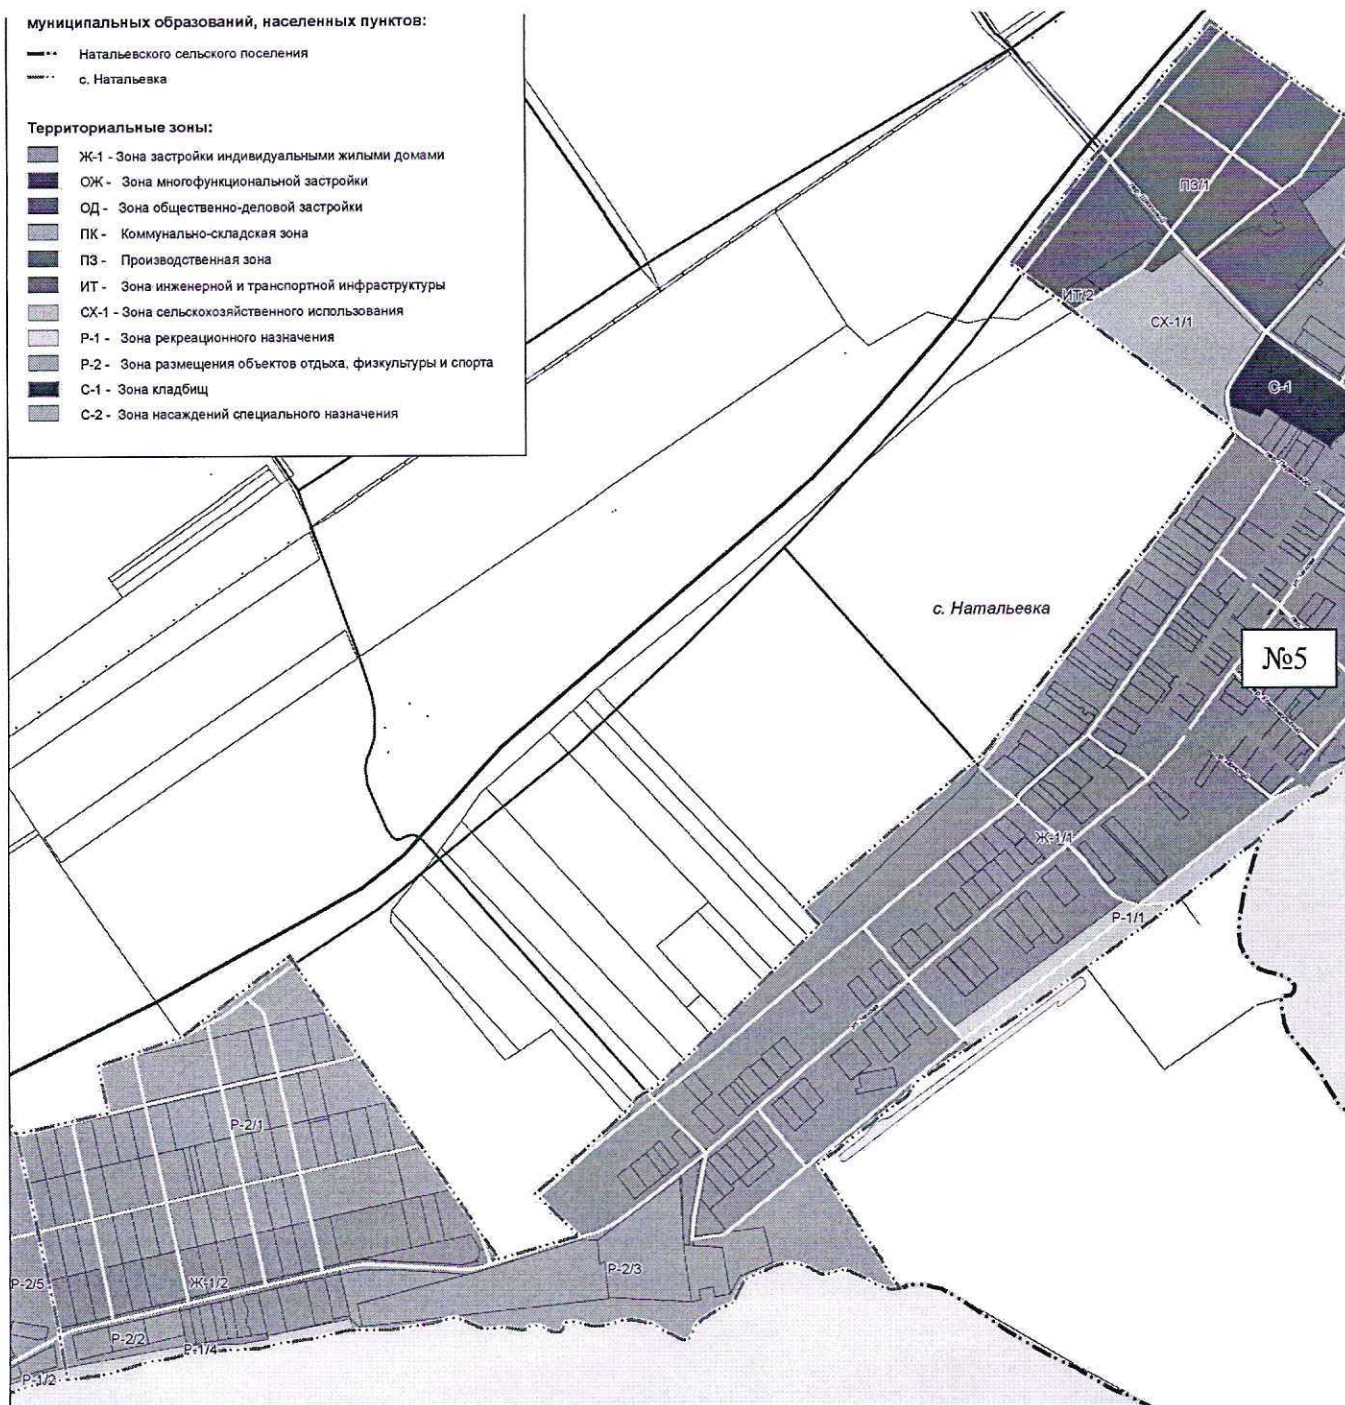 муниципальных образований, населенных пунктов:
Натальевского сельского поселения
с. Натальевка
Территориальные зоны:
Ж-1 - Зона застройки индивидуальными жилыми домами
ОЖ - Зона многофункциональной застройки
ОД - Зона общественно-деловой застройки
ПК - Коммунально-складская зона
ПЗ - Производственная зона
ИТ - Зона инженерной и транспортной инфраструктуры
СХ-1 - Зона сельскохозяйственного использования
Р-1 - Зона рекреационного назначения
Р-2 - Зона размещения объектов отдыха, физкультуры и спорта
С-1 - Зона кладбищ
С-2 - Зона насаждений специального назначения
ПЗ/1
ИТ/2
СХ-1/1
С-1
с. Натальевка
№5
Ж-1/1
Р-1/1
Р-2/1
Р-2/3
Р-2/5
Ж-1/2
Р-2/2
Р-1/4
Р-1/2